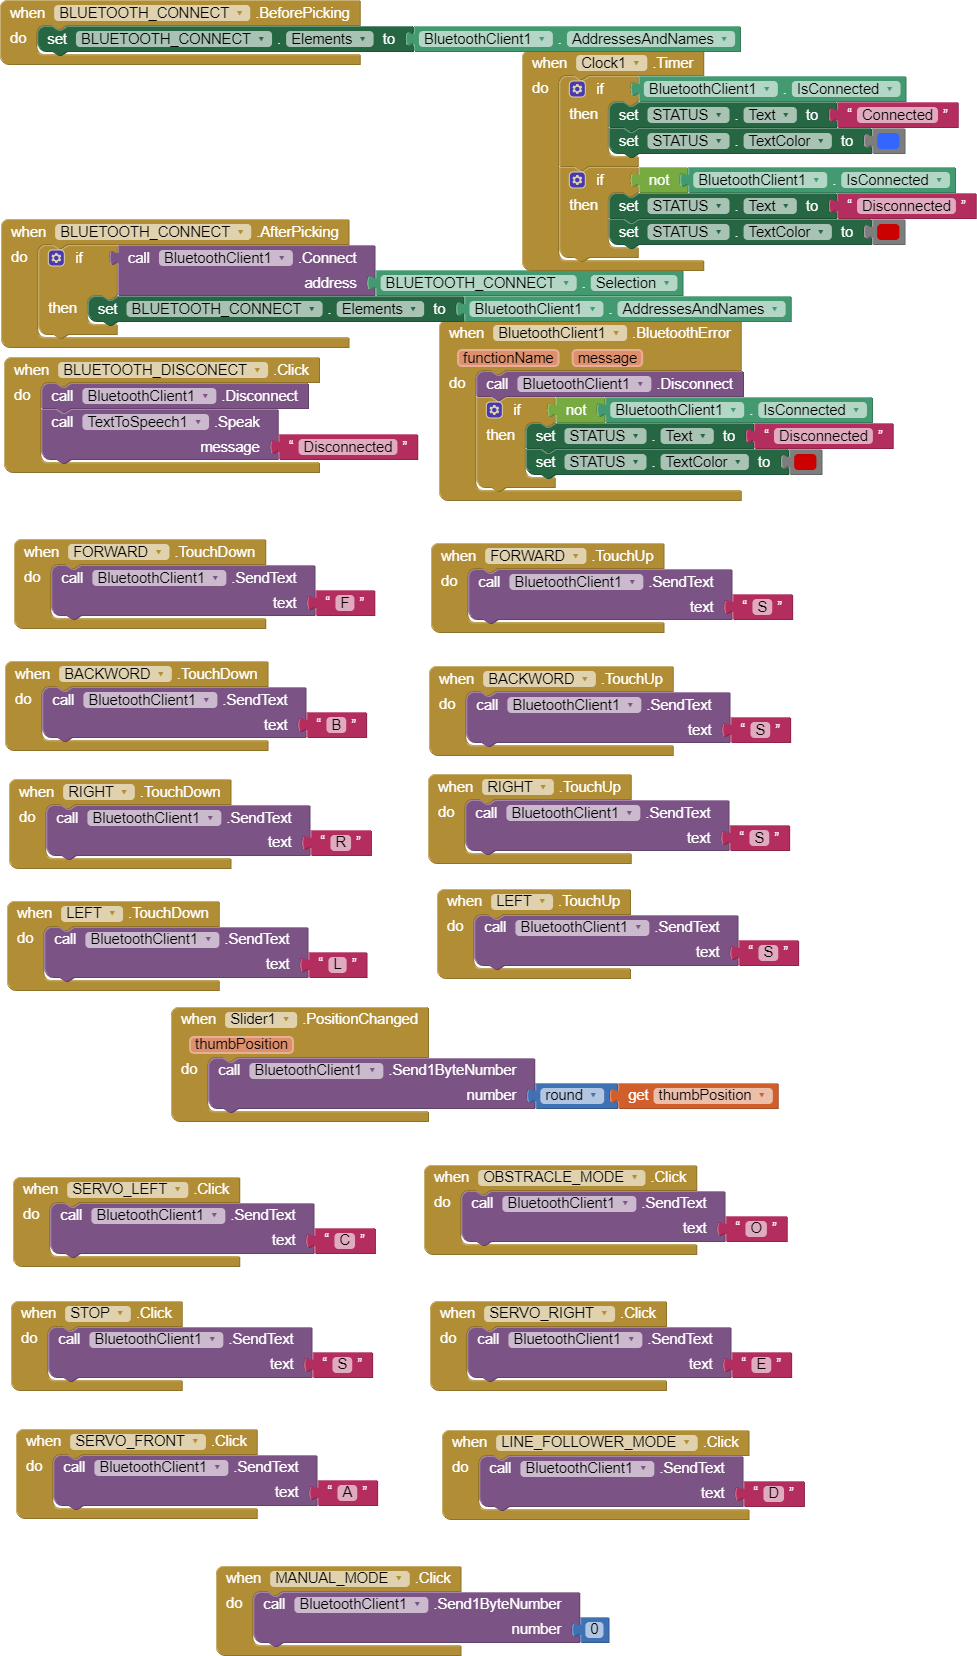 when BLUETOOTH_CONNECT .BeforePicking
do set BLUETOOTH_CONNECT . Elements to BluetoothClient1 . AddressesAndNames
when Clock1 .Timer
do if BluetoothClient1 . IsConnected
then set STATUS . Text to “ Connected ”
set STATUS . TextColor to
if not BluetoothClient1 . IsConnected
then set STATUS . Text to “ Disconnected ”
set STATUS . TextColor to
when BLUETOOTH_CONNECT .AfterPicking
do if call BluetoothClient1 .Connect
address BLUETOOTH_CONNECT . Selection
then set BLUETOOTH_CONNECT . Elements to BluetoothClient1 . AddressesAndNames
when BluetoothClient1 .BluetoothError
functionName message
do call BluetoothClient1 .Disconnect
if not BluetoothClient1 . IsConnected
then set STATUS . Text to “ Disconnected ”
set STATUS . TextColor to
when BLUETOOTH_DISCONECT .Click
do call BluetoothClient1 .Disconnect
call TextToSpeech1 .Speak
message “ Disconnected ”
when FORWARD .TouchDown
do call BluetoothClient1 .SendText
text “ F ”
when FORWARD .TouchUp
do call BluetoothClient1 .SendText
text “ S ”
when BACKWORD .TouchDown
do call BluetoothClient1 .SendText
text “ B ”
when BACKWORD .TouchUp
do call BluetoothClient1 .SendText
text “ S ”
when RIGHT .TouchDown
do call BluetoothClient1 .SendText
text “ R ”
when RIGHT .TouchUp
do call BluetoothClient1 .SendText
text “ S ”
when LEFT .TouchDown
do call BluetoothClient1 .SendText
text “ L ”
when LEFT .TouchUp
do call BluetoothClient1 .SendText
text “ S ”
when Slider1 .PositionChanged
thumbPosition
do call BluetoothClient1 .Send1ByteNumber
number round get thumbPosition
when SERVO_LEFT .Click
do call BluetoothClient1 .SendText
text “ C ”
when OBSTRACLE_MODE .Click
do call BluetoothClient1 .SendText
text “ O ”
when STOP .Click
do call BluetoothClient1 .SendText
text “ S ”
when SERVO_RIGHT .Click
do call BluetoothClient1 .SendText
text “ E ”
when SERVO_FRONT .Click
do call BluetoothClient1 .SendText
text “ A ”
when LINE_FOLLOWER_MODE .Click
do call BluetoothClient1 .SendText
text “ D ”
when MANUAL_MODE .Click
do call BluetoothClient1 .Send1ByteNumber
number 0